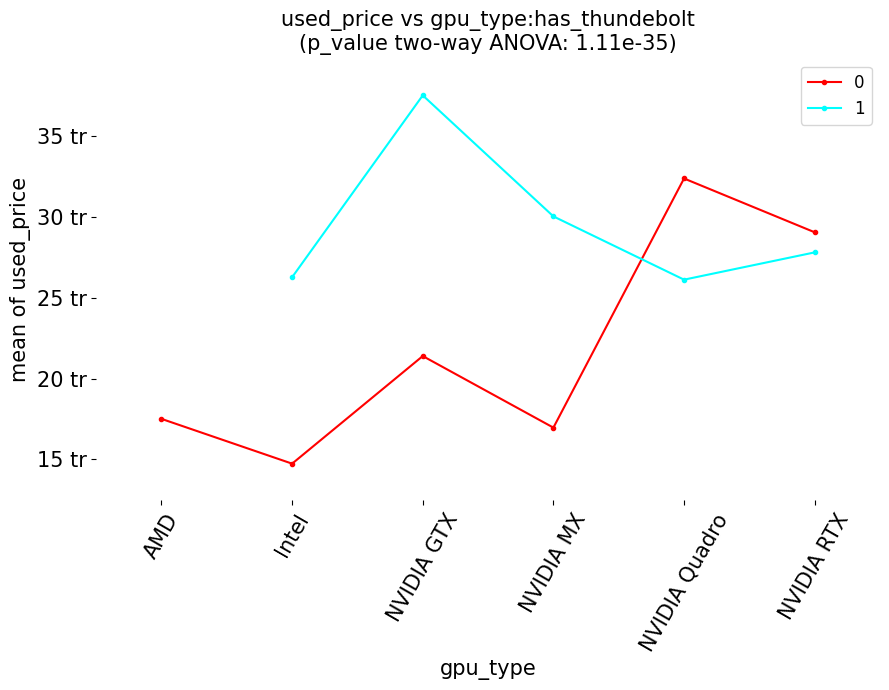 used_price vs gpu_type:has_thundebolt
(p_value two-way ANOVA: 1.11e-35)
0
1
mean of used_price
35 tr
30 tr
25 tr
20 tr
15 tr
AMD
Intel
NVIDIA GTX
NVIDIA MX
NVIDIA Quadro
NVIDIA RTX
gpu_type